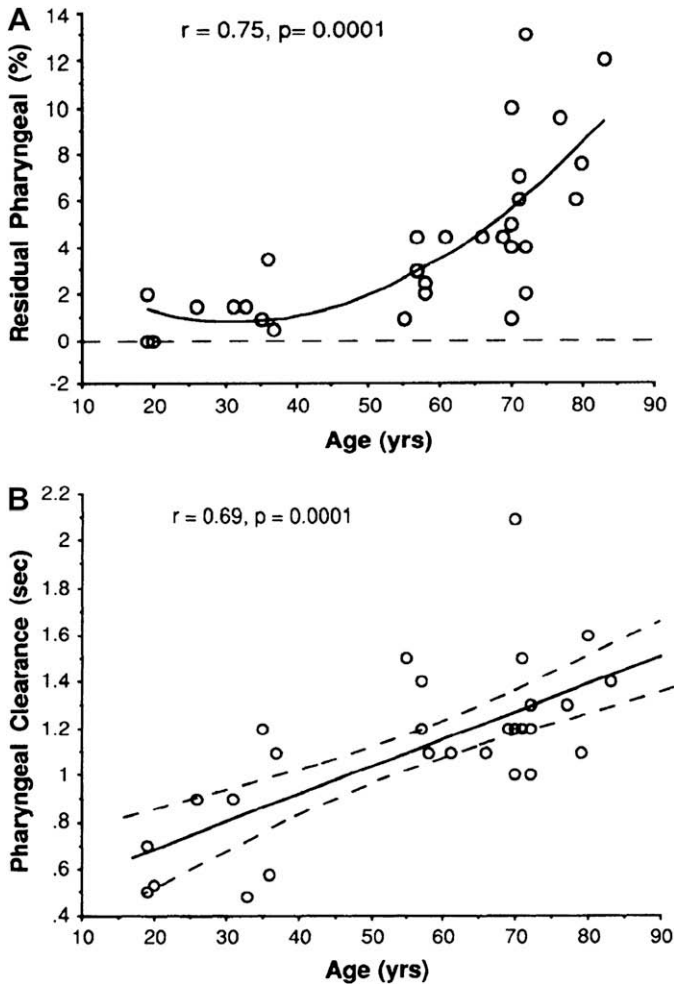 A
r = 0.75, p= 0.0001
Residual Pharyngeal (%)
14
12
10
8
6
4
2
0
-2
10 20 30 40 50 60 70 80 90
Age (yrs)
B
r = 0.69, p = 0.0001
Pharyngeal Clearance (sec)
2.2
2
1.8
1.6
1.4
1.2
1
.8
.6
.4
10 20 30 40 50 60 70 80 90
Age (yrs)